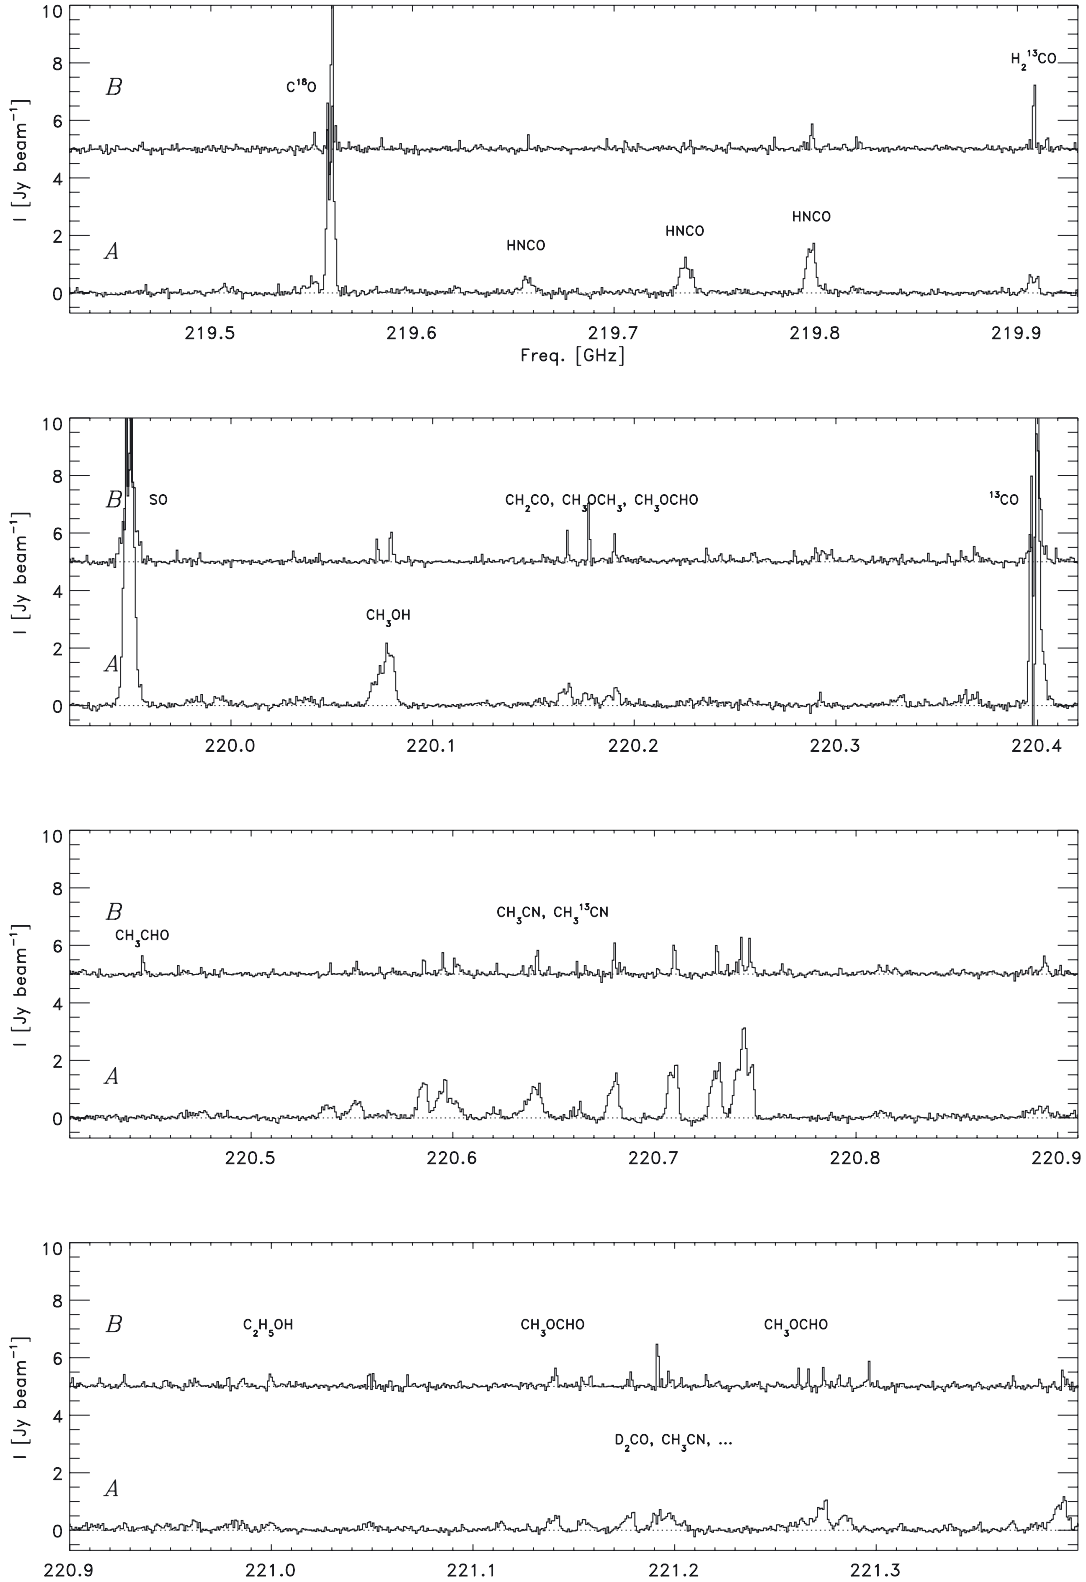 10
8
6
4
2
0
I [Jy beam⁻¹]
B
A
C¹⁸O
H₂¹³CO
HNCO
HNCO
HNCO
219.5 219.6 219.7 219.8 219.9
Freq. [GHz]
10
8
6
4
2
0
I [Jy beam⁻¹]
B
A
SO
CH₂CO, CH₃OCH₃, CH₃OCHO
¹³CO
CH₃OH
220.0 220.1 220.2 220.3 220.4
10
8
6
4
2
0
I [Jy beam⁻¹]
B
A
CH₃CHO
CH₃CN, CH₃¹³CN
220.5 220.6 220.7 220.8 220.9
10
8
6
4
2
0
I [Jy beam⁻¹]
B
A
C₂H₅OH
CH₃OCHO
CH₃OCHO
D₂CO, CH₃CN, ...
220.9 221.0 221.1 221.2 221.3